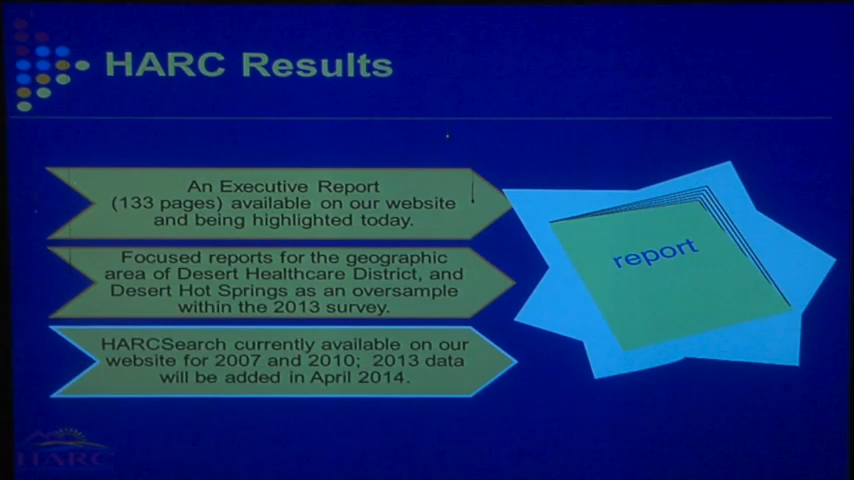 HARC Results
An Executive Report
(133 pages) available on our website
and being highlighted today.
Focused reports for the geographic
area of Desert Healthcare District, and
Desert Hot Springs as an oversample
within the 2013 survey.
HARCSearch currently available on our
website for 2007 and 2010; 2013 data
will be added in April 2014.
report
HARC